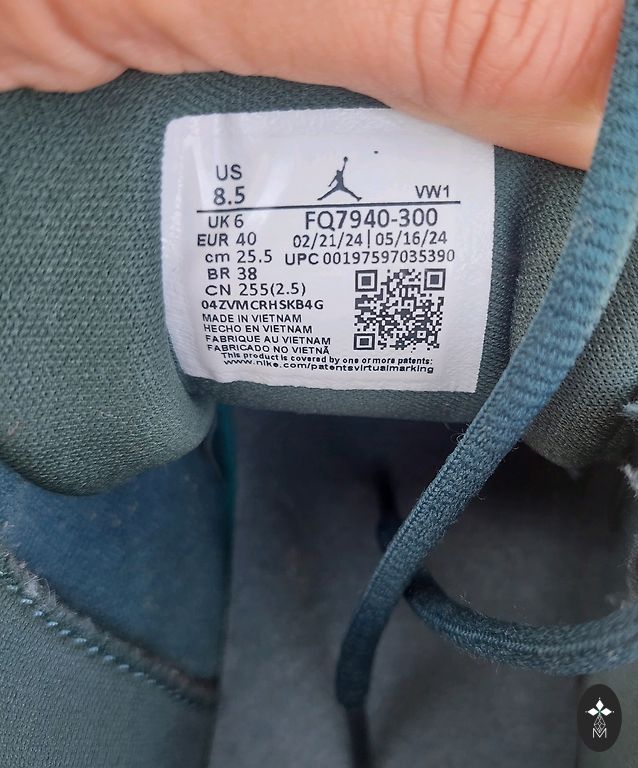 US
8.5
VW1
UK 6
FQ7940-300
EUR 40
02/21/24 | 05/16/24
cm 25.5
UPC 00197597035390
BR 38
CN 255(2.5)
04ZVMCRHSKB4G
MADE IN VIETNAM
HECHO EN VIETNAM
FABRIQUE AU VIETNAM
FABRICADO NO VIETNÃ
This product is covered by one or more patents:
www.nike.com/patentsvirtualmarking
M